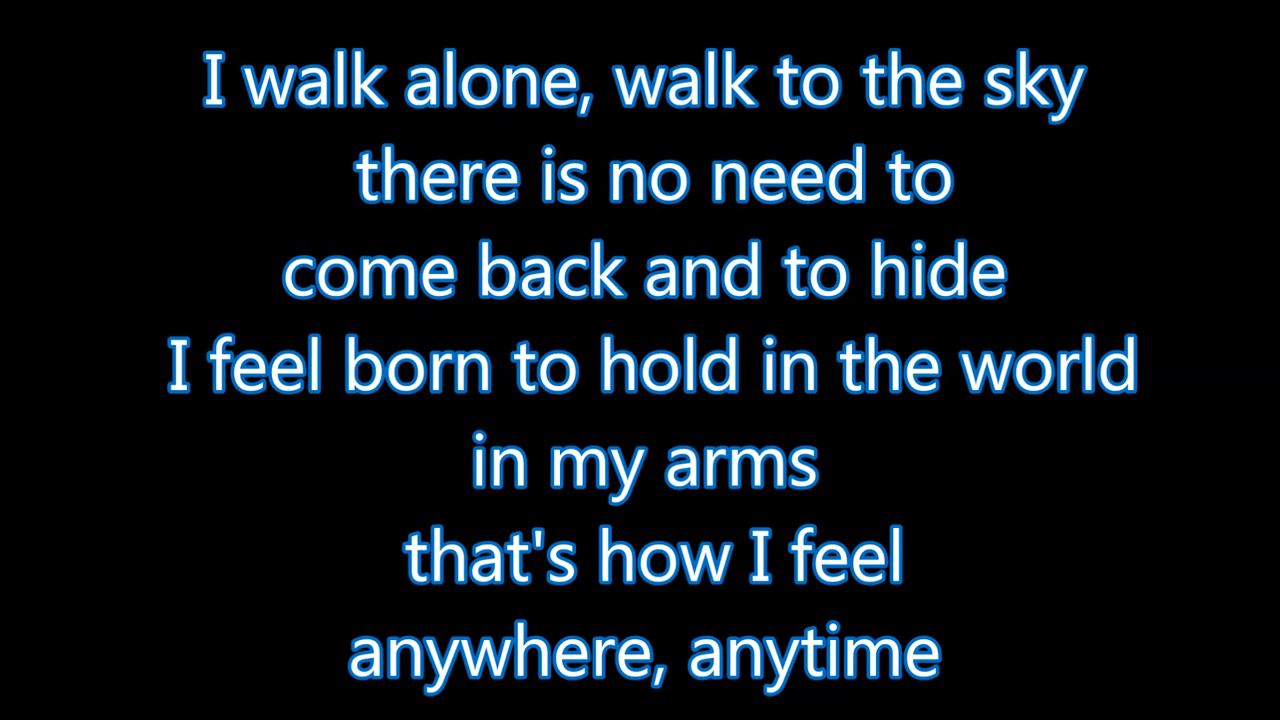 I walk alone, walk to the sky
there is no need to
come back and to hide
I feel born to hold in the world
in my arms
that's how I feel
anywhere, anytime